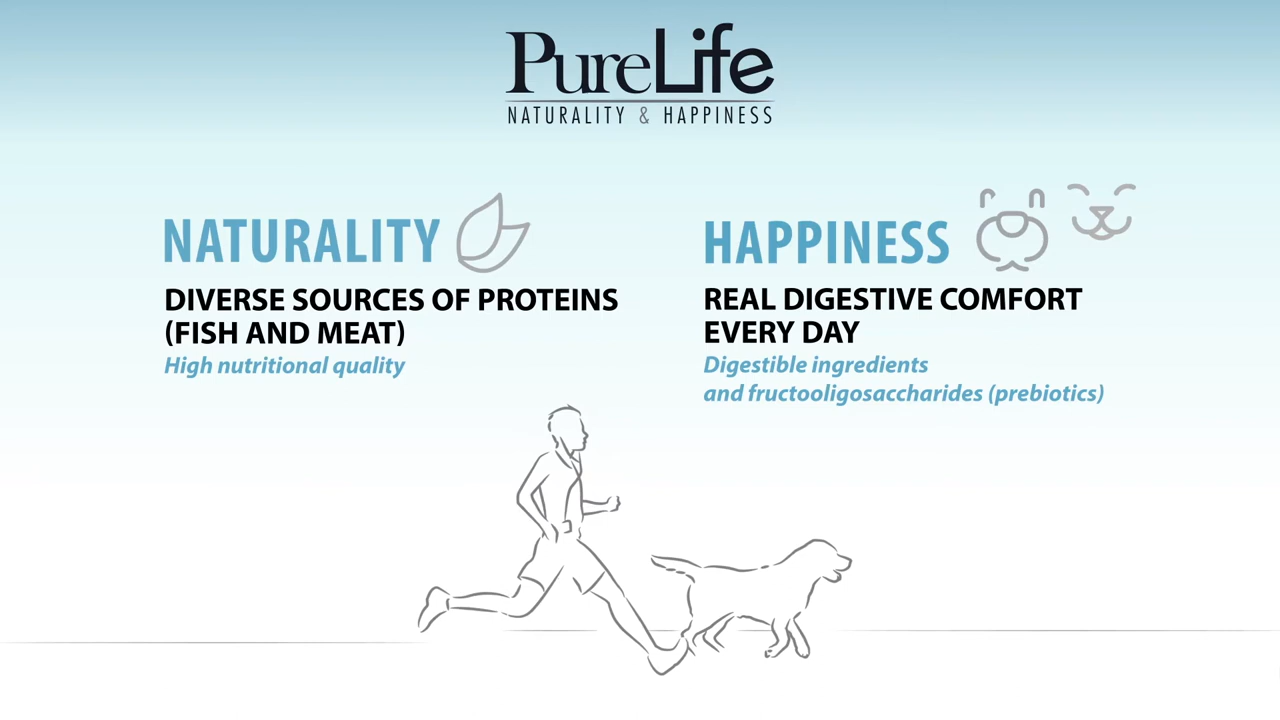 PureLife
NATURALITY & HAPPINESS
NATURALITY
DIVERSE SOURCES OF PROTEINS
(FISH AND MEAT)
High nutritional quality
HAPPINESS
REAL DIGESTIVE COMFORT
EVERY DAY
Digestible ingredients
and fructooligosaccharides (prebiotics)